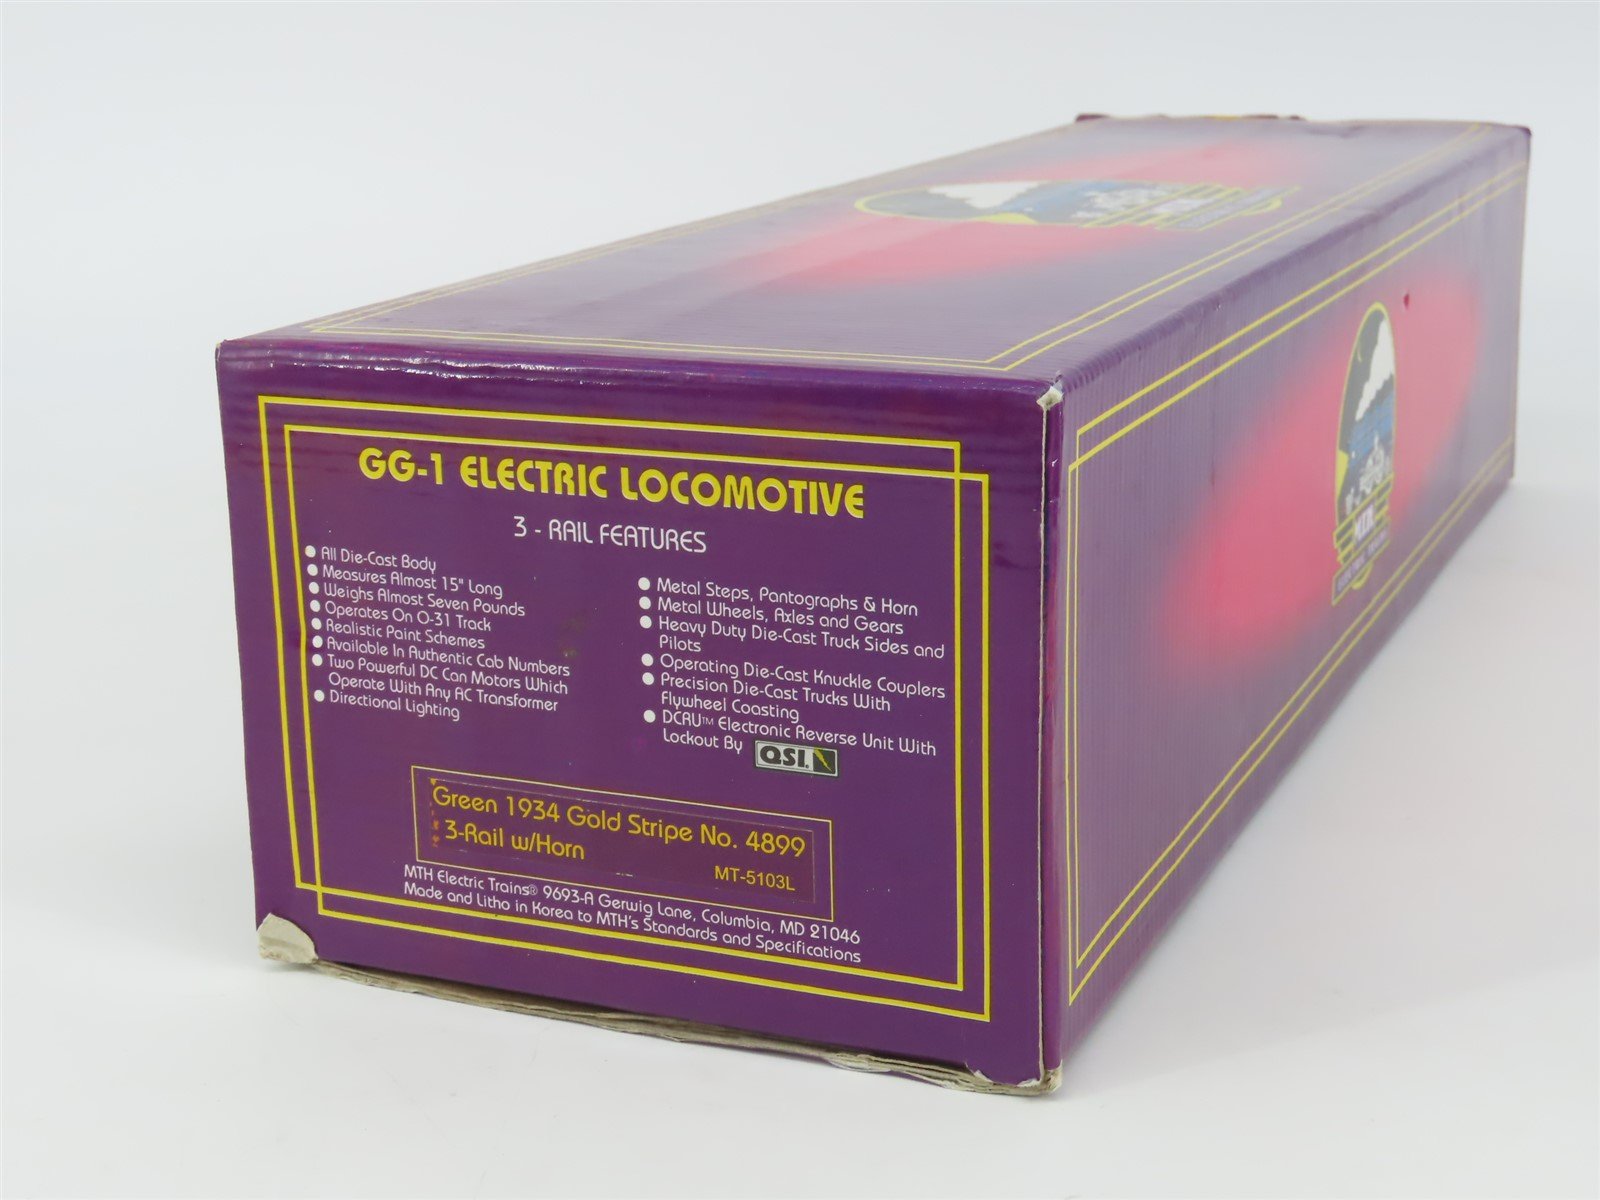 GG-1 ELECTRIC LOCOMOTIVE
3 - RAIL FEATURES
● All Die-Cast Body
● Measures Almost 15" Long
● Weighs Almost Seven Pounds
● Operates On O-31 Track
● Realistic Paint Schemes
● Available In Authentic Cab Numbers
● Two Powerful DC Can Motors Which
Operate With Any AC Transformer
● Directional Lighting
● Metal Steps, Pantographs & Horn
● Metal Wheels, Axles and Gears
● Heavy Duty Die-Cast Truck Sides and
Pilots
● Operating Die-Cast Knuckle Couplers
● Precision Die-Cast Trucks With
Flywheel Coasting
● DCRU™ Electronic Reverse Unit With
Lockout By QSI.
Green 1934 Gold Stripe No. 4899
3-Rail w/Horn
MT-5103L
MTH Electric Trains® 9693-A Gerwig Lane, Columbia, MD 21046
Made and Litho in Korea to MTH's Standards and Specifications